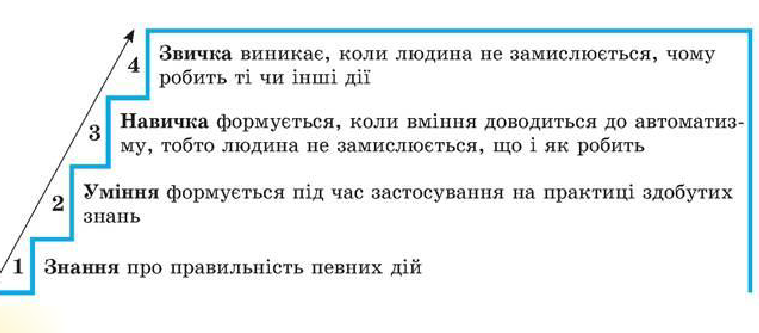 4
Звичка виникає, коли людина не замислюється, чому
робить ті чи інші дії
3
Навичка формується, коли вміння доводиться до автоматиз-
му, тобто людина не замислюється, що і як робить
2
Уміння формується під час застосування на практиці здобутих
знань
1 Знання про правильність певних дій